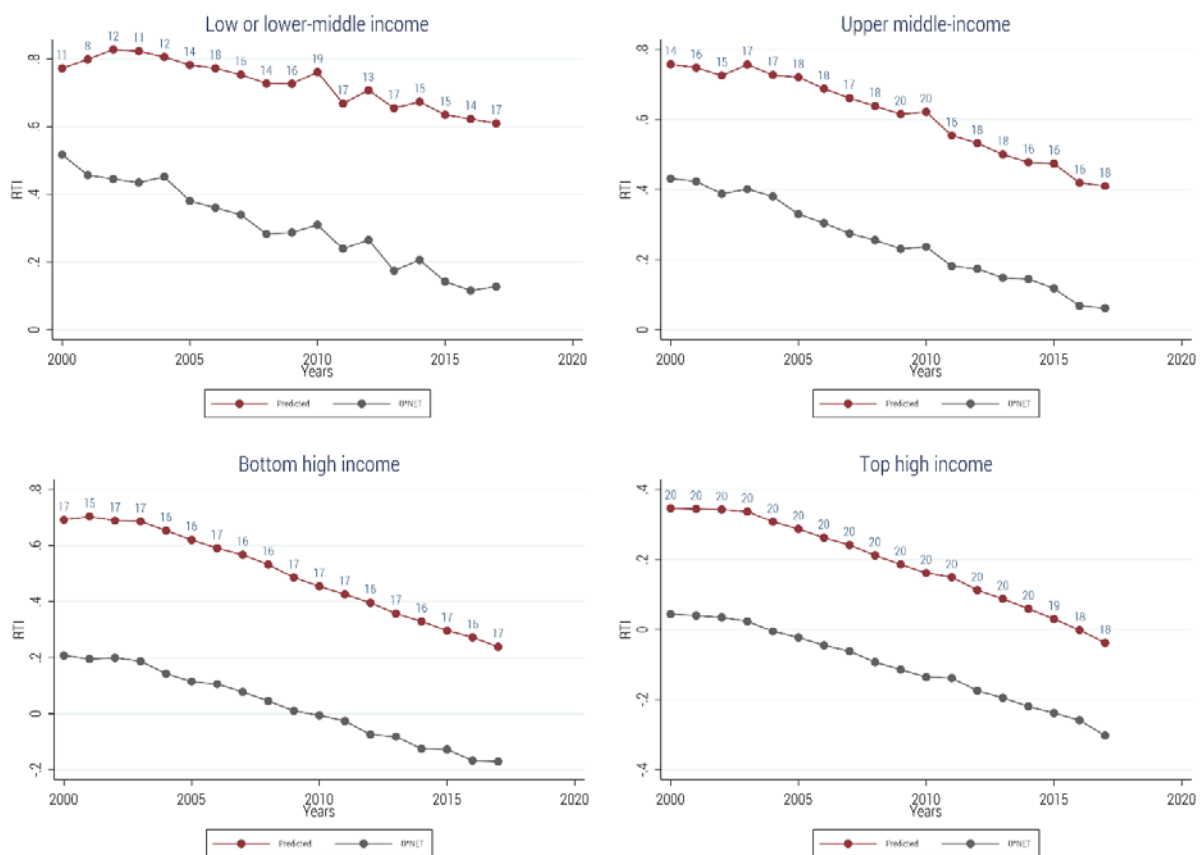 Low or lower-middle income
11 8 12 12 12 14 18 15 14 16 19 17 13 17 15 15 14 17
.8
.6
.4
.2
0
RTI
2000 2005 2010 2015 2020
Years
Predicted O*NET
Upper middle-income
14 16 15 17 17 18 18 17 18 20 20 16 18 18 16 16 16 18
.8
.6
.4
.2
0
RTI
2000 2005 2010 2015 2020
Years
Predicted O*NET
Bottom high income
17 15 17 17 16 16 17 16 16 17 17 17 16 17 16 17 16 17
.8
.6
.4
.2
0
-.2
RTI
2000 2005 2010 2015 2020
Years
Predicted O*NET
Top high income
20 20 20 20 20 20 20 20 20 20 20 20 20 20 20 19 18 18
.4
.2
0
-.2
-.4
RTI
2000 2005 2010 2015 2020
Years
Predicted O*NET